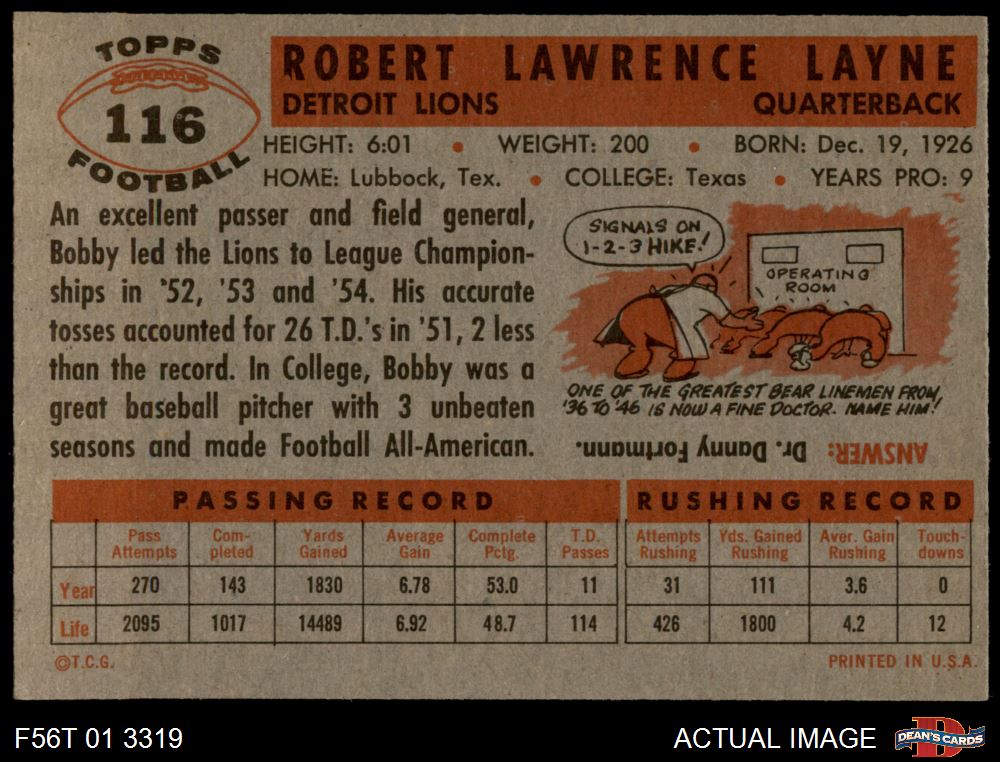 TOPPS
116
FOOTBALL
ROBERT LAWRENCE LAYNE
DETROIT LIONS QUARTERBACK
HEIGHT: 6:01 • WEIGHT: 200 • BORN: Dec. 19, 1926
HOME: Lubbock, Tex. • COLLEGE: Texas • YEARS PRO: 9
An excellent passer and field general,
Bobby led the Lions to League Champion-
ships in '52, '53 and '54. His accurate
tosses accounted for 26 T.D.'s in '51, 2 less
than the record. In College, Bobby was a
great baseball pitcher with 3 unbeaten
seasons and made Football All-American.
SIGNALS ON
1-2-3 HIKE!
OPERATING
ROOM
ONE OF THE GREATEST BEAR LINEMEN FROM
'36 TO '46 IS NOW A FINE DOCTOR. NAME HIM!
ANSWER: Dr. Danny Fortmann.
PASSING RECORD RUSHING RECORD
Pass Com- Yards Average Complete T.D. Attempts Yds. Gained Aver. Gain Touch-
Attempts pleted Gained Gain Pctg. Passes Rushing Rushing Rushing downs
Year 270 143 1830 6.78 53.0 11 31 111 3.6 0
Life 2095 1017 14489 6.92 48.7 114 426 1800 4.2 12
©T.C.G. PRINTED IN U.S.A.
F56T 01 3319 ACTUAL IMAGE D DEAN'S CARDS